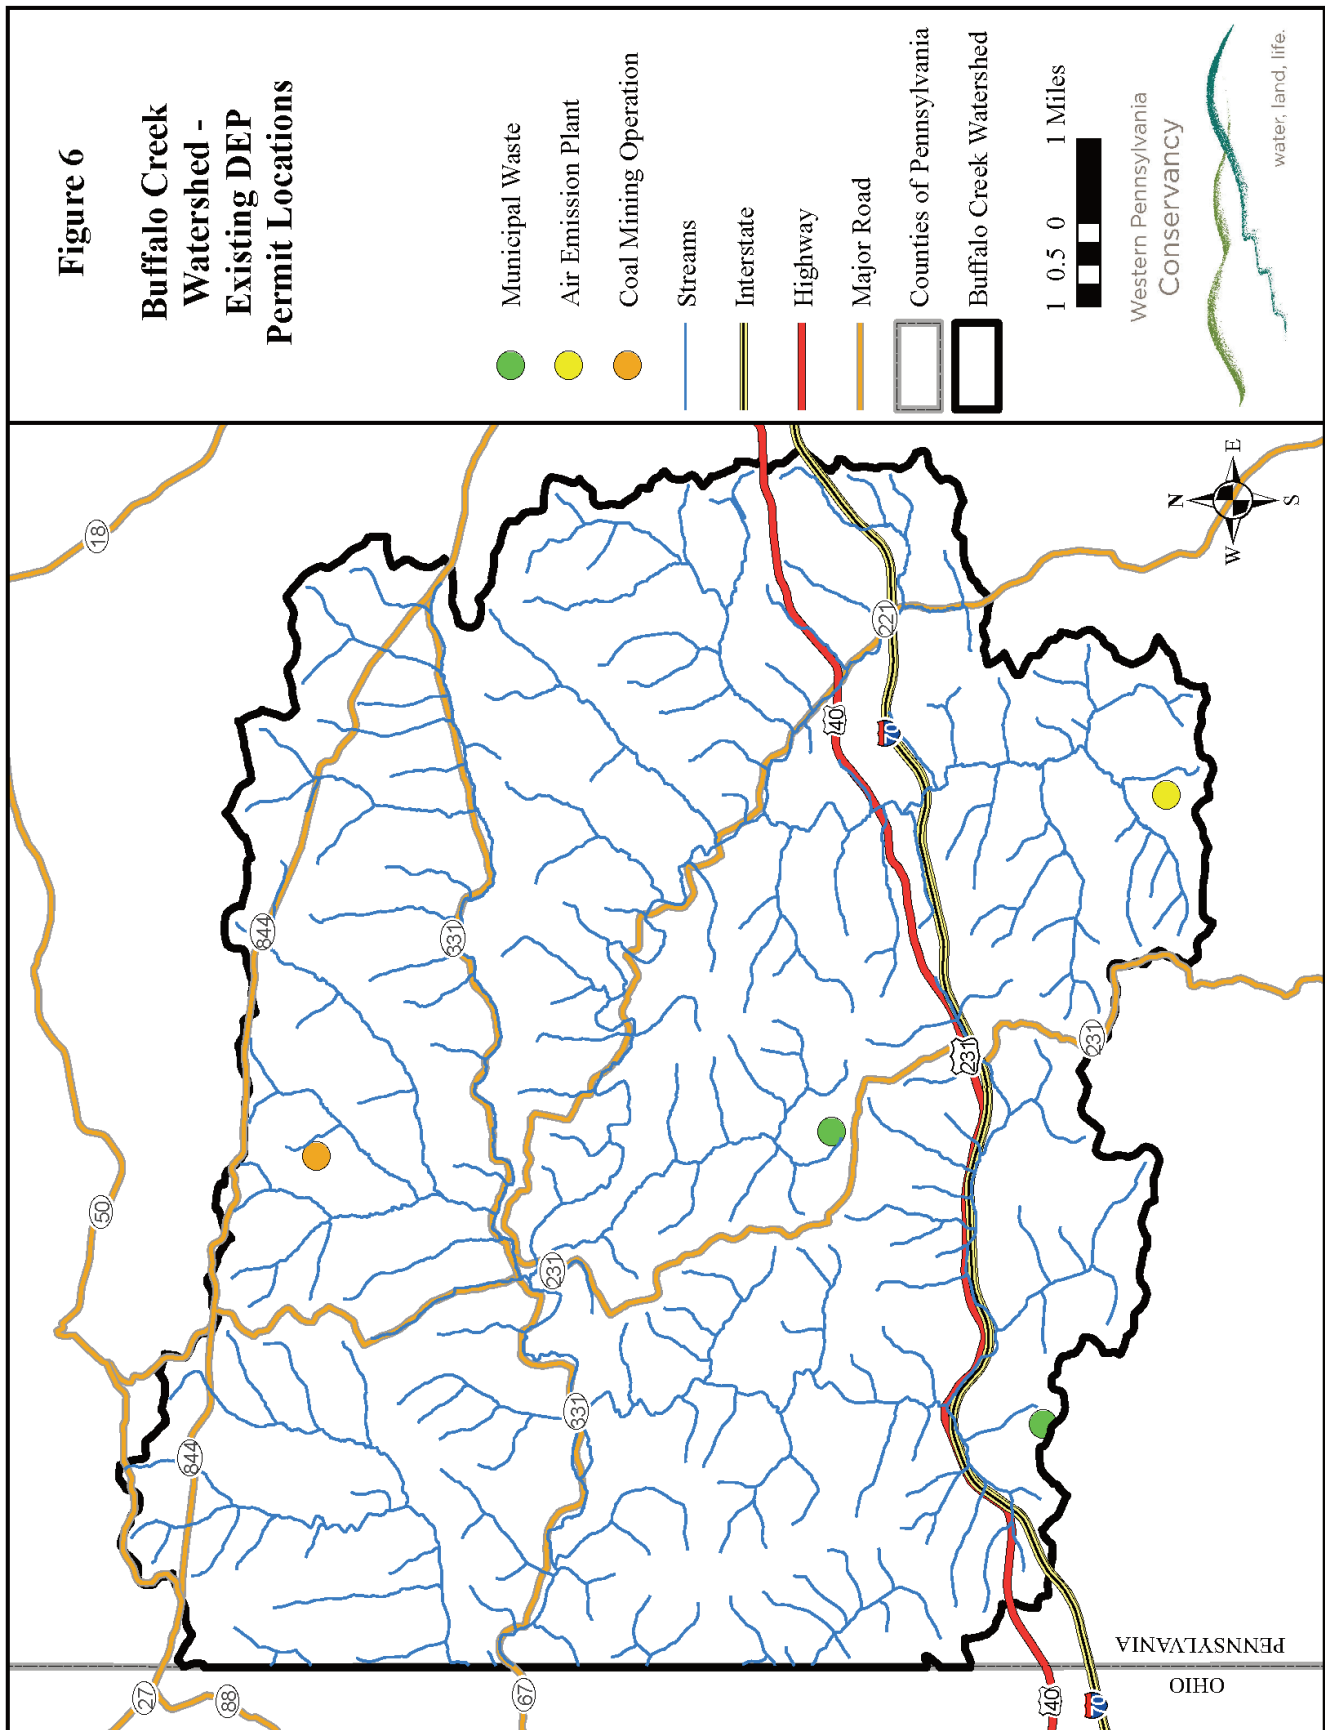 Figure 6
Buffalo Creek
Watershed -
Existing DEP
Permit Locations
Municipal Waste
Air Emission Plant
Coal Mining Operation
Streams
Interstate
Highway
Major Road
Counties of Pennsylvania
Buffalo Creek Watershed
1 0.5 0 1 Miles
Western Pennsylvania
Conservancy
water, land, life.
18
50
844
331
221
40
70
231
231
231
844
331
27
88
67
40
70
OHIO
PENNSYLVANIA
N
W
E
S